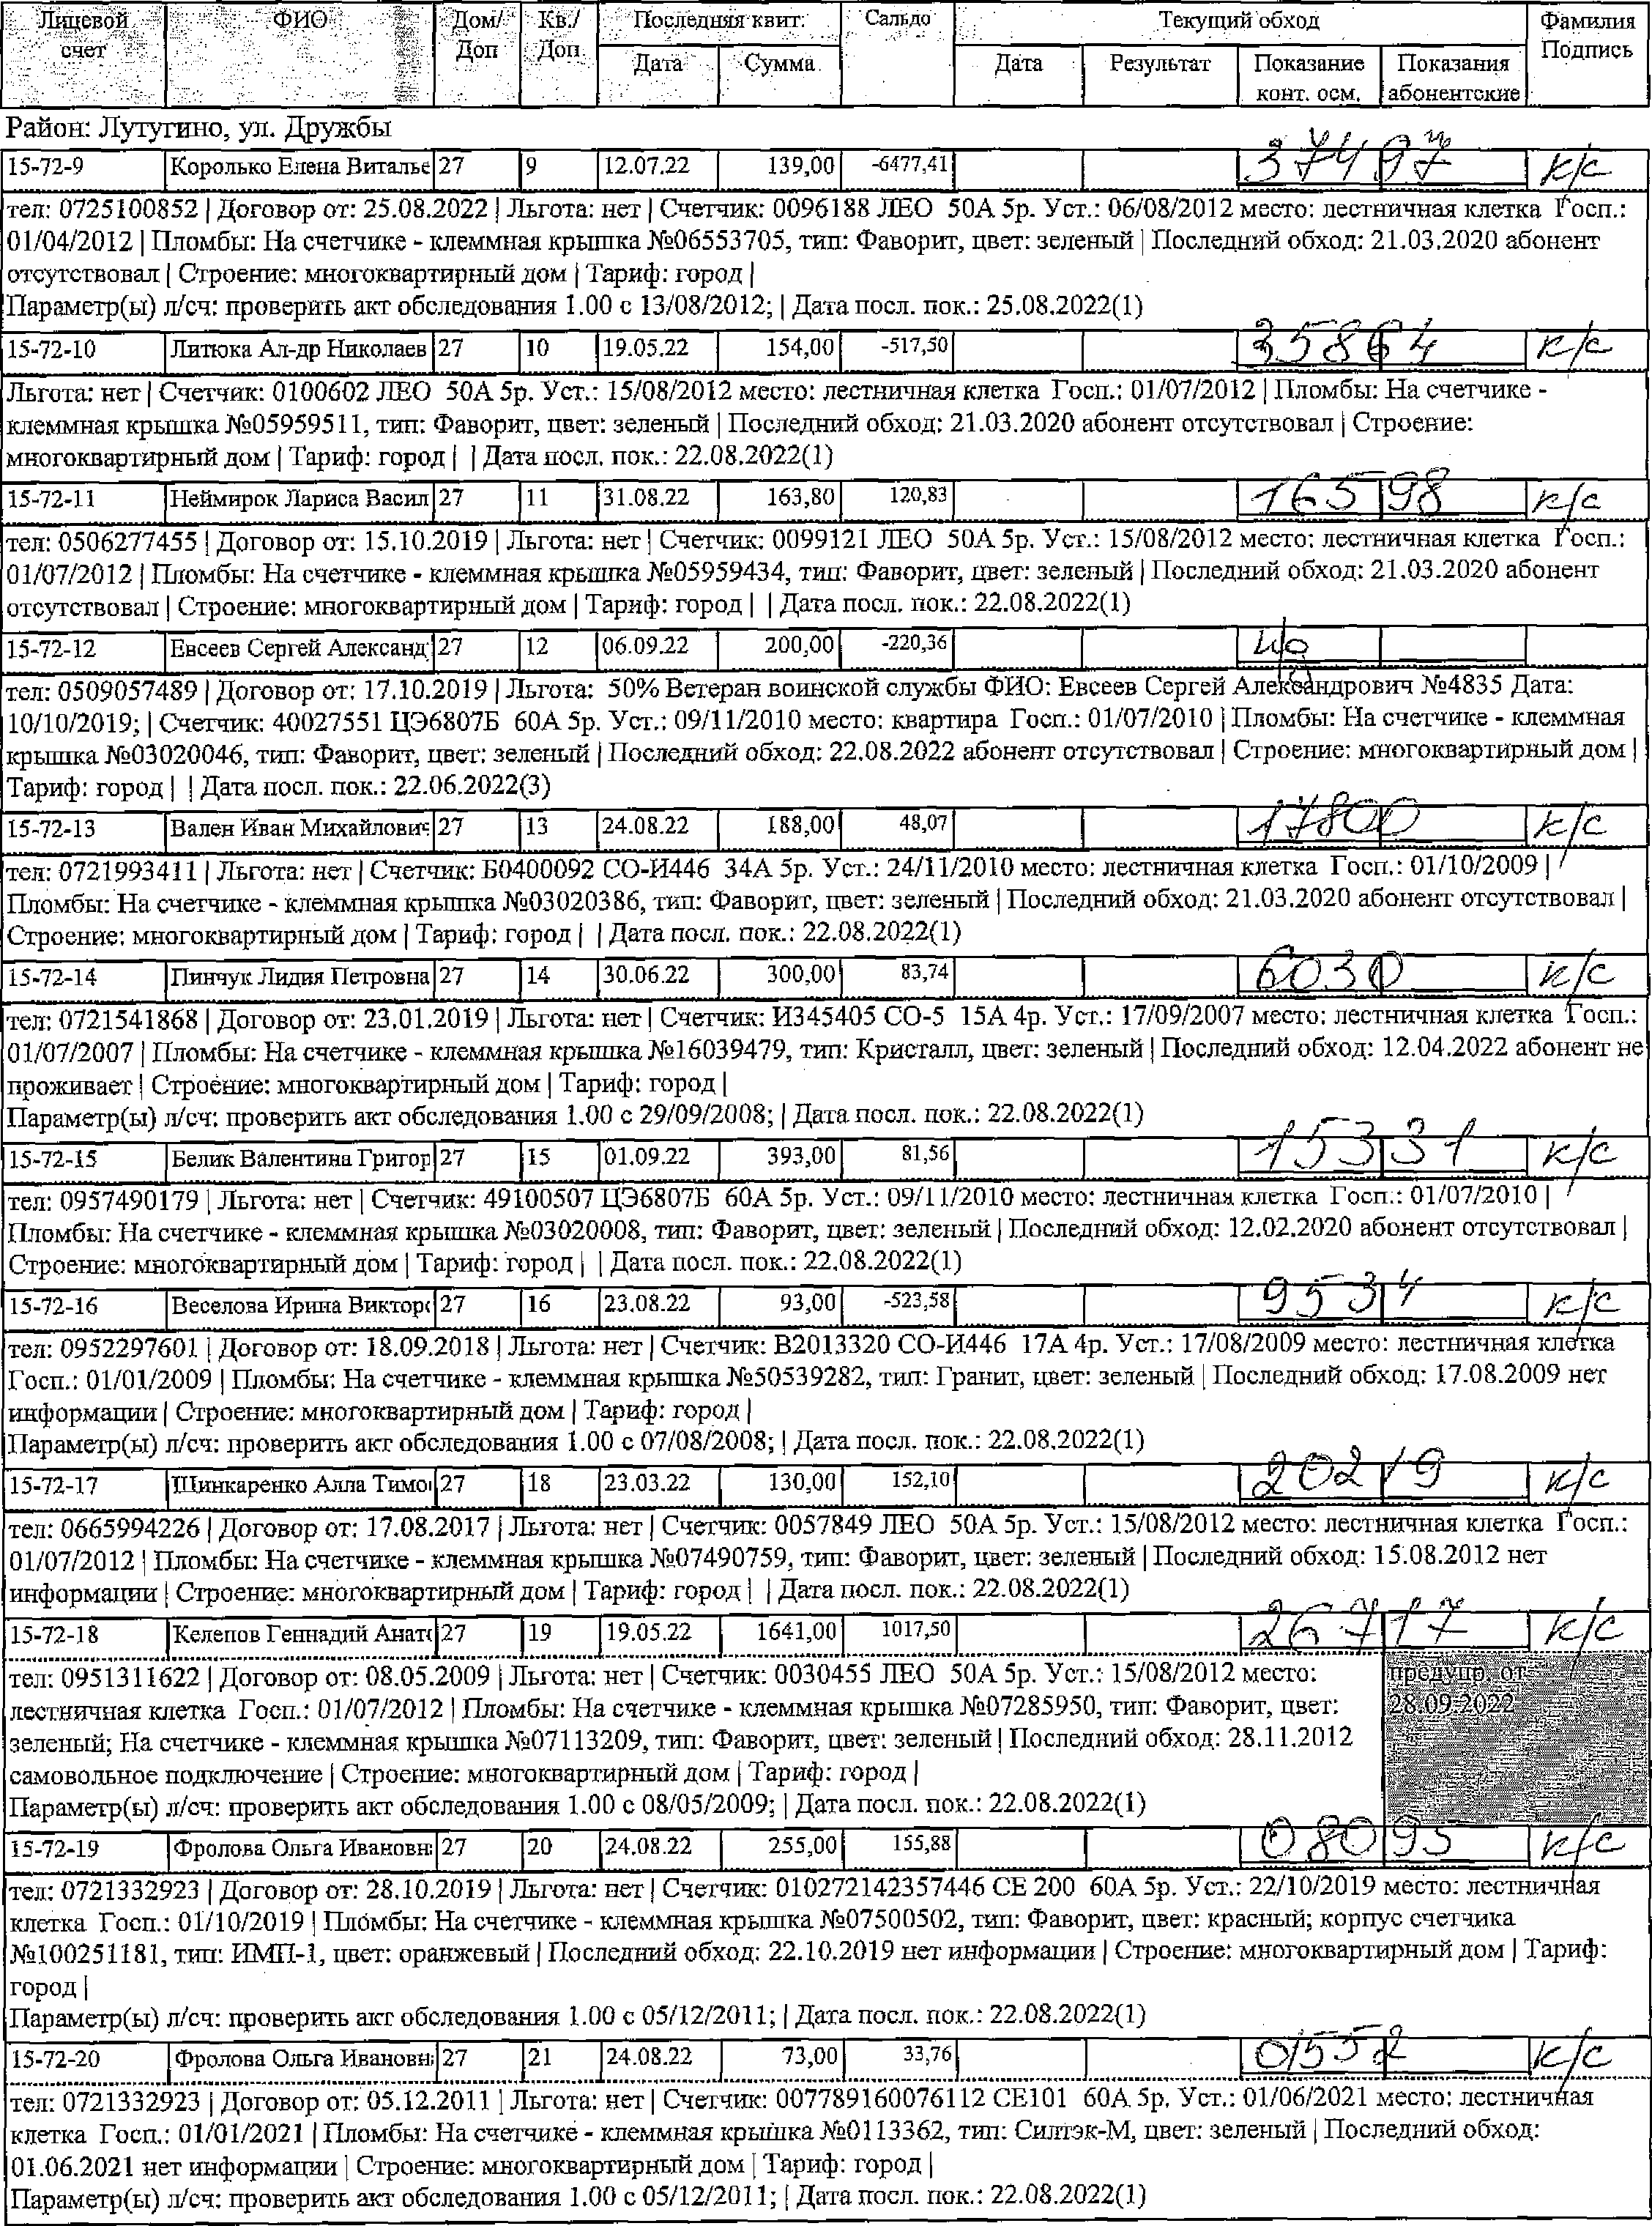 Лицевой счет | ФИО | Дом/ Доп | Кв./ Доп | Последняя квит. | Сальдо | Текущий обход | Фамилия Подпись
Дата | Сумма | Дата | Результат | Показание конт. осм. | Показания абонентские
Район: Лутугино, ул. Дружбы
15-72-9 | Королько Елена Виталье | 27 | 9 | 12.07.22 | 139,00 | -6477,41 | 37497 | к/с
тел: 0725100852 | Договор от: 25.08.2022 | Льгота: нет | Счетчик: 0096188 ЛЕО 50А 5р. Уст.: 06/08/2012 место: лестничная клетка Госп.:
01/04/2012 | Пломбы: На счетчике - клеммная крышка №06553705, тип: Фаворит, цвет: зеленый | Последний обход: 21.03.2020 абонент
отсутствовал | Строение: многоквартирный дом | Тариф: город |
Параметр(ы) л/сч: проверить акт обследования 1.00 с 13/08/2012; | Дата посл. пок.: 25.08.2022(1)
15-72-10 | Литюка Ал-др Николаев | 27 | 10 | 19.05.22 | 154,00 | -517,50 | 35864 | к/с
Льгота: нет | Счетчик: 0100602 ЛЕО 50А 5р. Уст.: 15/08/2012 место: лестничная клетка Госп.: 01/07/2012 | Пломбы: На счетчике -
клеммная крышка №05959511, тип: Фаворит, цвет: зеленый | Последний обход: 21.03.2020 абонент отсутствовал | Строение:
многоквартирный дом | Тариф: город | | Дата посл. пок.: 22.08.2022(1)
15-72-11 | Неймирок Лариса Васил | 27 | 11 | 31.08.22 | 163,80 | 120,83 | 16598 | к/с
тел: 0506277455 | Договор от: 15.10.2019 | Льгота: нет | Счетчик: 0099121 ЛЕО 50А 5р. Уст.: 15/08/2012 место: лестничная клетка Госп.:
01/07/2012 | Пломбы: На счетчике - клеммная крышка №05959434, тип: Фаворит, цвет: зеленый | Последний обход: 21.03.2020 абонент
отсутствовал | Строение: многоквартирный дом | Тариф: город | | Дата посл. пок.: 22.08.2022(1)
15-72-12 | Евсеев Сергей Александ | 27 | 12 | 06.09.22 | 200,00 | -220,36
тел: 0509057489 | Договор от: 17.10.2019 | Льгота: 50% Ветеран воинской службы ФИО: Евсеев Сергей Александрович №4835 Дата:
10/10/2019; | Счетчик: 40027551 ЦЭ6807Б 60А 5р. Уст.: 09/11/2010 место: квартира Госп.: 01/07/2010 | Пломбы: На счетчике - клеммная
крышка №03020046, тип: Фаворит, цвет: зеленый | Последний обход: 22.08.2022 абонент отсутствовал | Строение: многоквартирный дом |
Тариф: город | | Дата посл. пок.: 22.06.2022(3)
15-72-13 | Вален Иван Михайлович | 27 | 13 | 24.08.22 | 188,00 | 48,07 | 17800 | к/с
тел: 0721993411 | Льгота: нет | Счетчик: Б0400092 СО-И446 34А 5р. Уст.: 24/11/2010 место: лестничная клетка Госп.: 01/10/2009 |
Пломбы: На счетчике - клеммная крышка №03020386, тип: Фаворит, цвет: зеленый | Последний обход: 21.03.2020 абонент отсутствовал |
Строение: многоквартирный дом | Тариф: город | | Дата посл. пок.: 22.08.2022(1)
15-72-14 | Пинчук Лидия Петровна | 27 | 14 | 30.06.22 | 300,00 | 83,74 | 6030 | к/с
тел: 0721541868 | Договор от: 23.01.2019 | Льгота: нет | Счетчик: И345405 СО-5 15А 4р. Уст.: 17/09/2007 место: лестничная клетка Госп.:
01/07/2007 | Пломбы: На счетчике - клеммная крышка №16039479, тип: Кристалл, цвет: зеленый | Последний обход: 12.04.2022 абонент не
проживает | Строение: многоквартирный дом | Тариф: город |
Параметр(ы) л/сч: проверить акт обследования 1.00 с 29/09/2008; | Дата посл. пок.: 22.08.2022(1)
15-72-15 | Белик Валентина Григор | 27 | 15 | 01.09.22 | 393,00 | 81,56 | 15331 | к/с
тел: 0957490179 | Льгота: нет | Счетчик: 49100507 ЦЭ6807Б 60А 5р. Уст.: 09/11/2010 место: лестничная клетка Госп.: 01/07/2010 |
Пломбы: На счетчике - клеммная крышка №03020008, тип: Фаворит, цвет: зеленый | Последний обход: 12.02.2020 абонент отсутствовал |
Строение: многоквартирный дом | Тариф: город | | Дата посл. пок.: 22.08.2022(1)
15-72-16 | Веселова Ирина Виктор | 27 | 16 | 23.08.22 | 93,00 | -523,58 | 9534 | к/с
тел: 0952297601 | Договор от: 18.09.2018 | Льгота: нет | Счетчик: В2013320 СО-И446 17А 4р. Уст.: 17/08/2009 место: лестничная клетка
Госп.: 01/01/2009 | Пломбы: На счетчике - клеммная крышка №50539282, тип: Гранит, цвет: зеленый | Последний обход: 17.08.2009 нет
информации | Строение: многоквартирный дом | Тариф: город |
Параметр(ы) л/сч: проверить акт обследования 1.00 с 07/08/2008; | Дата посл. пок.: 22.08.2022(1)
15-72-17 | Шинкаренко Алла Тимо | 27 | 18 | 23.03.22 | 130,00 | 152,10 | 20219 | к/с
тел: 0665994226 | Договор от: 17.08.2017 | Льгота: нет | Счетчик: 0057849 ЛЕО 50А 5р. Уст.: 15/08/2012 место: лестничная клетка Госп.:
01/07/2012 | Пломбы: На счетчике - клеммная крышка №07490759, тип: Фаворит, цвет: зеленый | Последний обход: 15.08.2012 нет
информации | Строение: многоквартирный дом | Тариф: город | | Дата посл. пок.: 22.08.2022(1)
15-72-18 | Келепов Геннадий Анат | 27 | 19 | 19.05.22 | 1641,00 | 1017,50 | 26717 | к/с
тел: 0951311622 | Договор от: 08.05.2009 | Льгота: нет | Счетчик: 0030455 ЛЕО 50А 5р. Уст.: 15/08/2012 место: | предупр. от
лестничная клетка Госп.: 01/07/2012 | Пломбы: На счетчике - клеммная крышка №07285950, тип: Фаворит, цвет: | 28.09.2022
зеленый; На счетчике - клеммная крышка №07113209, тип: Фаворит, цвет: зеленый | Последний обход: 28.11.2012
самовольное подключение | Строение: многоквартирный дом | Тариф: город |
Параметр(ы) л/сч: проверить акт обследования 1.00 с 08/05/2009; | Дата посл. пок.: 22.08.2022(1)
15-72-19 | Фролова Ольга Ивановн | 27 | 20 | 24.08.22 | 255,00 | 155,88 | 08095 | к/с
тел: 0721332923 | Договор от: 28.10.2019 | Льгота: нет | Счетчик: 010272142357446 СЕ 200 60А 5р. Уст.: 22/10/2019 место: лестничная
клетка Госп.: 01/10/2019 | Пломбы: На счетчике - клеммная крышка №07500502, тип: Фаворит, цвет: красный; корпус счетчика
№100251181, тип: ИМП-1, цвет: оранжевый | Последний обход: 22.10.2019 нет информации | Строение: многоквартирный дом | Тариф:
город |
Параметр(ы) л/сч: проверить акт обследования 1.00 с 05/12/2011; | Дата посл. пок.: 22.08.2022(1)
15-72-20 | Фролова Ольга Ивановн | 27 | 21 | 24.08.22 | 73,00 | 33,76 | 01552 | к/с
тел: 0721332923 | Договор от: 05.12.2011 | Льгота: нет | Счетчик: 007789160076112 СЕ101 60А 5р. Уст.: 01/06/2021 место: лестничная
клетка Госп.: 01/01/2021 | Пломбы: На счетчике - клеммная крышка №0113362, тип: Силтэк-М, цвет: зеленый | Последний обход:
01.06.2021 нет информации | Строение: многоквартирный дом | Тариф: город |
Параметр(ы) л/сч: проверить акт обследования 1.00 с 05/12/2011; | Дата посл. пок.: 22.08.2022(1)